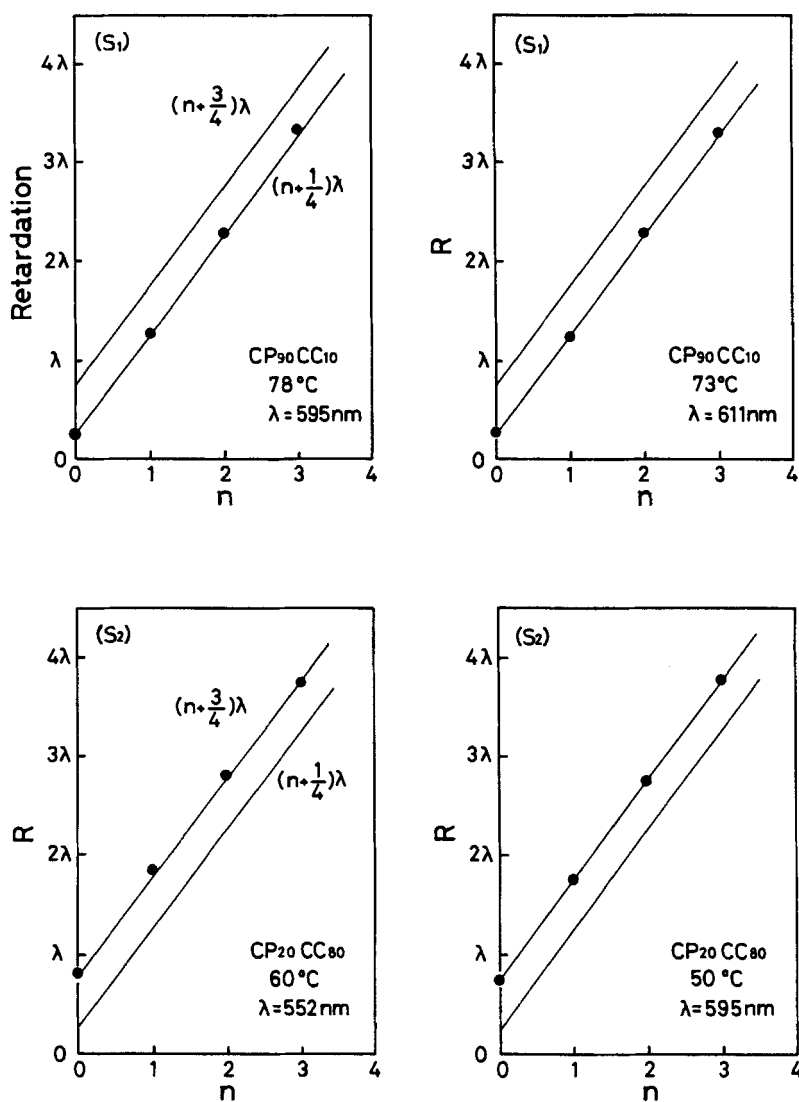 (S₁)
4λ
3λ
2λ
λ
0
Retardation
(n+3/4)λ
(n+1/4)λ
CP₉₀CC₁₀
78°C
λ = 595nm
0 1 2 3 4
n
(S₁)
4λ
3λ
2λ
λ
0
R
CP₉₀CC₁₀
73°C
λ = 611nm
0 1 2 3 4
n
(S₂)
4λ
3λ
2λ
λ
0
R
(n+3/4)λ
(n+1/4)λ
CP₂₀CC₈₀
60°C
λ = 552nm
0 1 2 3 4
n
(S₂)
4λ
3λ
2λ
λ
0
R
CP₂₀CC₈₀
50°C
λ = 595nm
0 1 2 3 4
n